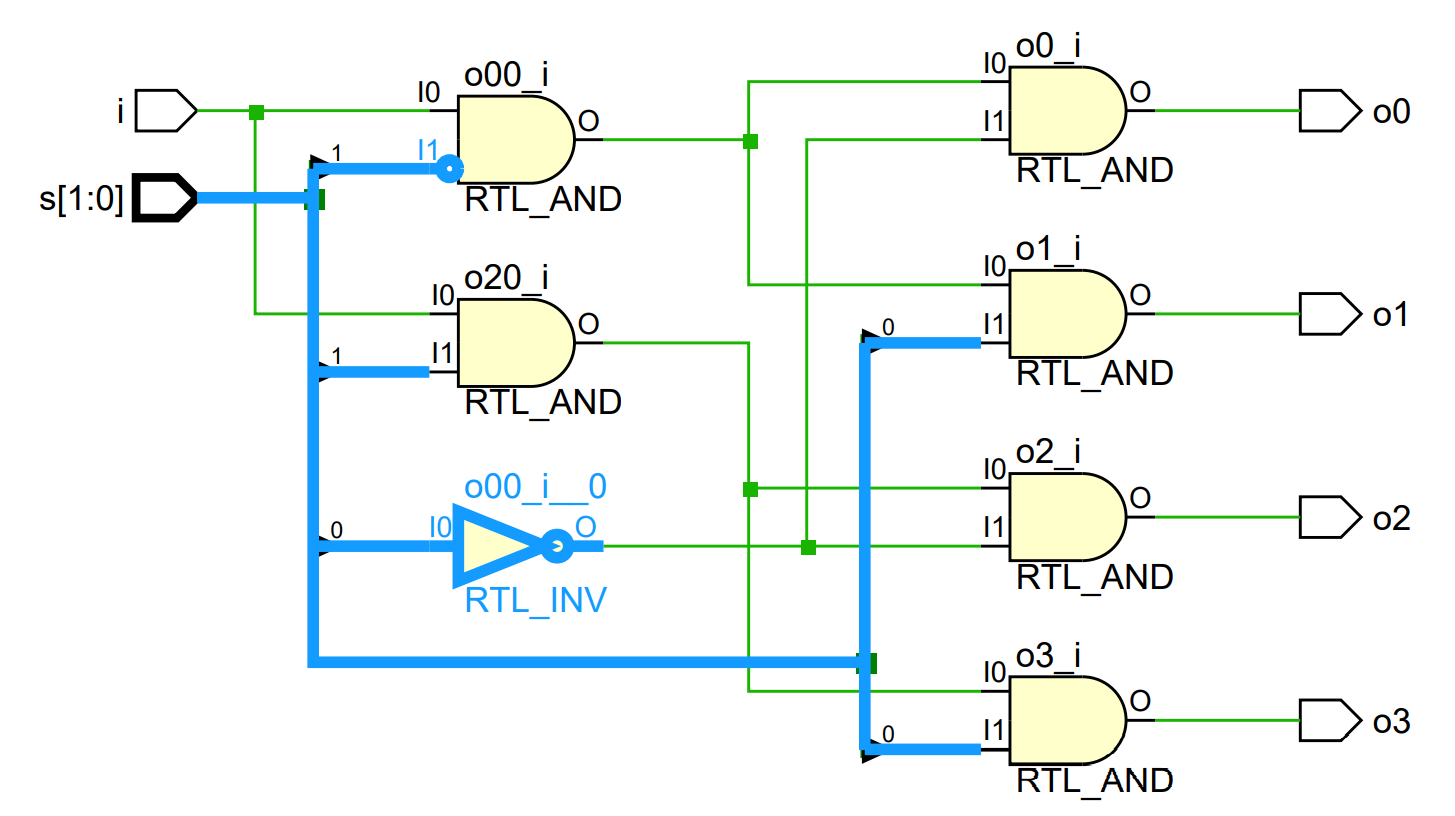 i
s[1:0]
1
I0
I1
o00_i
O
RTL_AND
1
I0
I1
o20_i
O
RTL_AND
0
I0
o00_i__0
O
RTL_INV
I0
I1
o0_i
O
RTL_AND
o0
0
I0
I1
o1_i
O
RTL_AND
o1
I0
I1
o2_i
O
RTL_AND
o2
0
I0
I1
o3_i
O
RTL_AND
o3